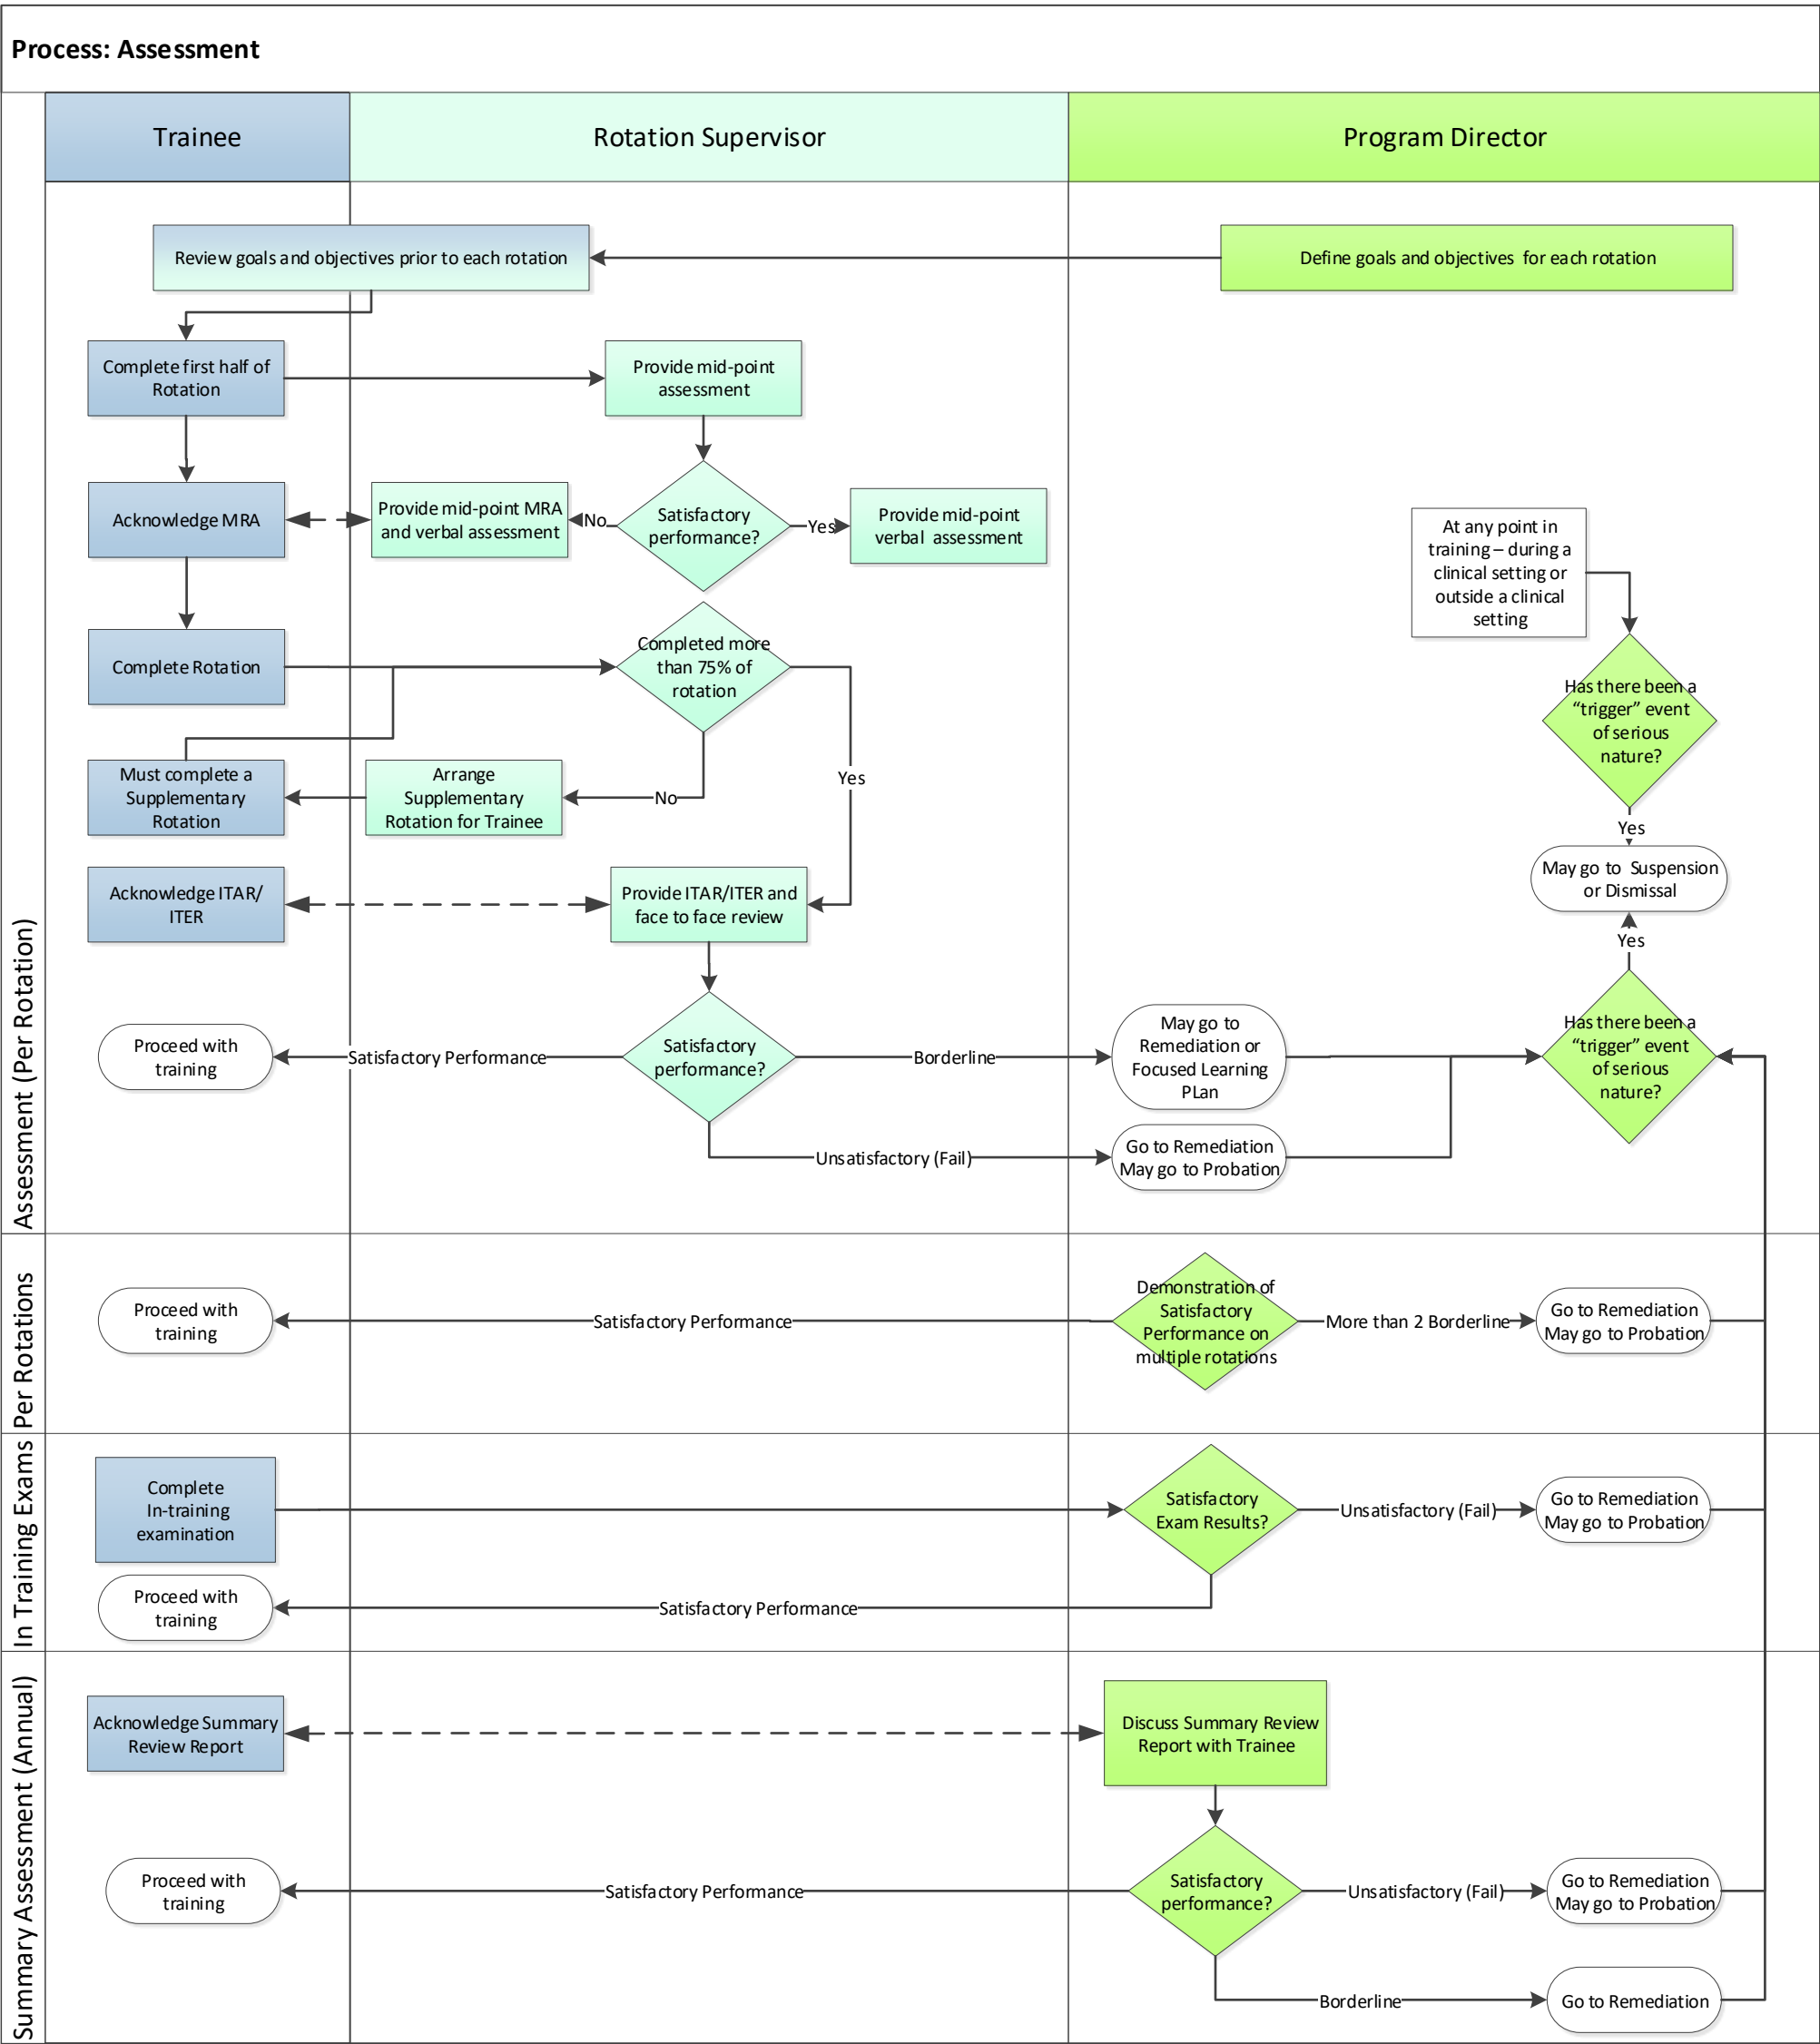 Process: Assessment
Trainee
Rotation Supervisor
Program Director
Assessment (Per Rotation)
Review goals and objectives prior to each rotation
Define goals and objectives for each rotation
Complete first half of
Rotation
Provide mid-point
assessment
Acknowledge MRA
Provide mid-point MRA
and verbal assessment
No
Satisfactory
performance?
Yes
Provide mid-point
verbal assessment
At any point in
training – during a
clinical setting or
outside a clinical
setting
Complete Rotation
Completed more
than 75% of
rotation
Has there been a
“trigger” event
of serious
nature?
Must complete a
Supplementary
Rotation
Arrange
Supplementary
Rotation for Trainee
No
Yes
Yes
May go to Suspension
or Dismissal
Acknowledge ITAR/
ITER
Provide ITAR/ITER and
face to face review
Yes
Proceed with
training
Satisfactory Performance
Satisfactory
performance?
Borderline
May go to
Remediation or
Focused Learning
PLan
Has there been a
“trigger” event
of serious
nature?
Unsatisfactory (Fail)
Go to Remediation
May go to Probation
Per Rotations
Proceed with
training
Satisfactory Performance
Demonstration of
Satisfactory
Performance on
multiple rotations
More than 2 Borderline
Go to Remediation
May go to Probation
In Training Exams
Complete
In-training
examination
Satisfactory
Exam Results?
Unsatisfactory (Fail)
Go to Remediation
May go to Probation
Proceed with
training
Satisfactory Performance
Summary Assessment (Annual)
Acknowledge Summary
Review Report
Discuss Summary Review
Report with Trainee
Proceed with
training
Satisfactory Performance
Satisfactory
performance?
Unsatisfactory (Fail)
Go to Remediation
May go to Probation
Borderline
Go to Remediation